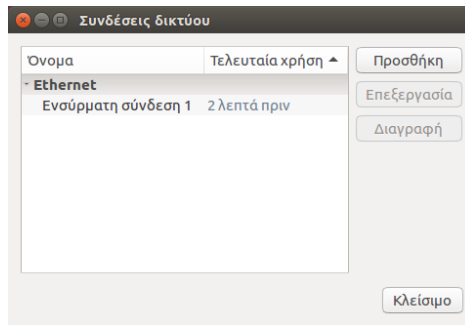 Συνδέσεις δικτύου
Όνομα Τελευταία χρήση
Προσθήκη
Ethernet
Επεξεργασία
Ενσύρματη σύνδεση 1 2 λεπτά πριν
Διαγραφή
Κλείσιμο